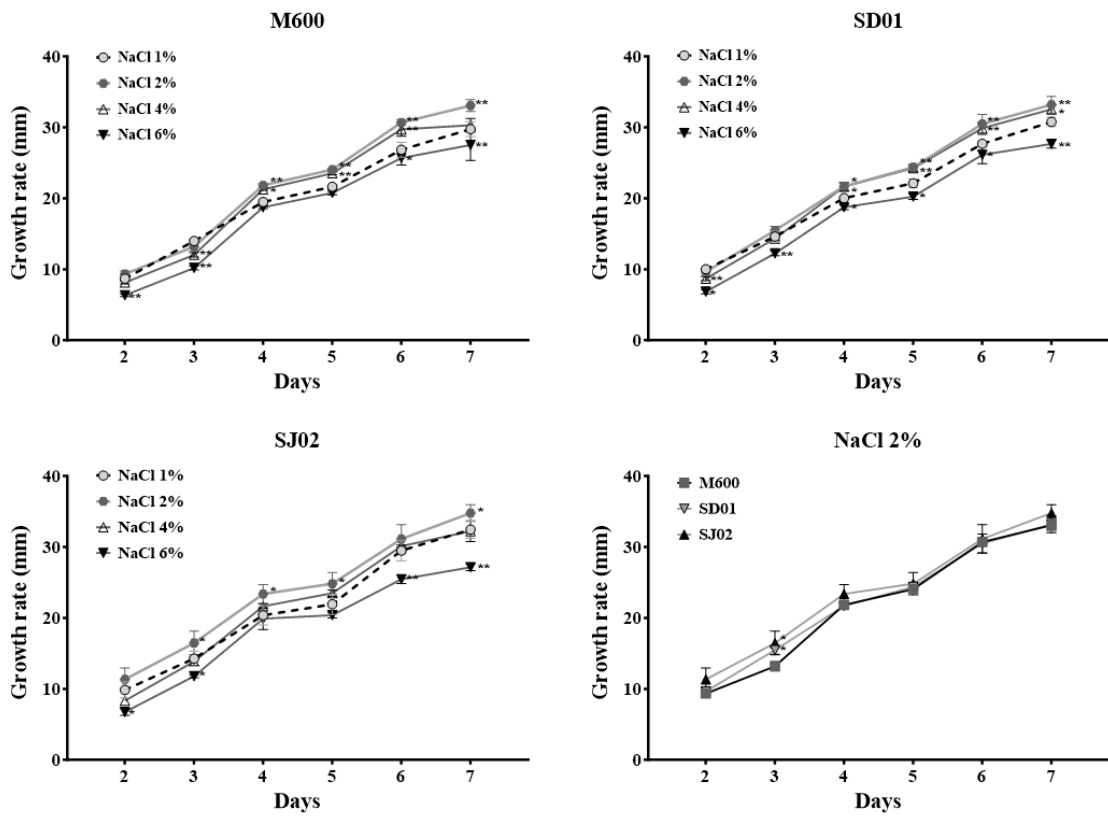 M600
NaCl 1%
NaCl 2%
NaCl 4%
NaCl 6%
Growth rate (mm)
40
30
20
10
0
** * ** ** ** ** ** ** * ** ** **
2 3 4 5 6 7
Days
SD01
NaCl 1%
NaCl 2%
NaCl 4%
NaCl 6%
Growth rate (mm)
40
30
20
10
0
** * ** * * * ** ** * ** ** * ** * **
2 3 4 5 6 7
Days
SJ02
NaCl 1%
NaCl 2%
NaCl 4%
NaCl 6%
Growth rate (mm)
40
30
20
10
0
* * * * * ** * **
2 3 4 5 6 7
Days
NaCl 2%
M600
SD01
SJ02
Growth rate (mm)
40
30
20
10
0
* *
2 3 4 5 6 7
Days